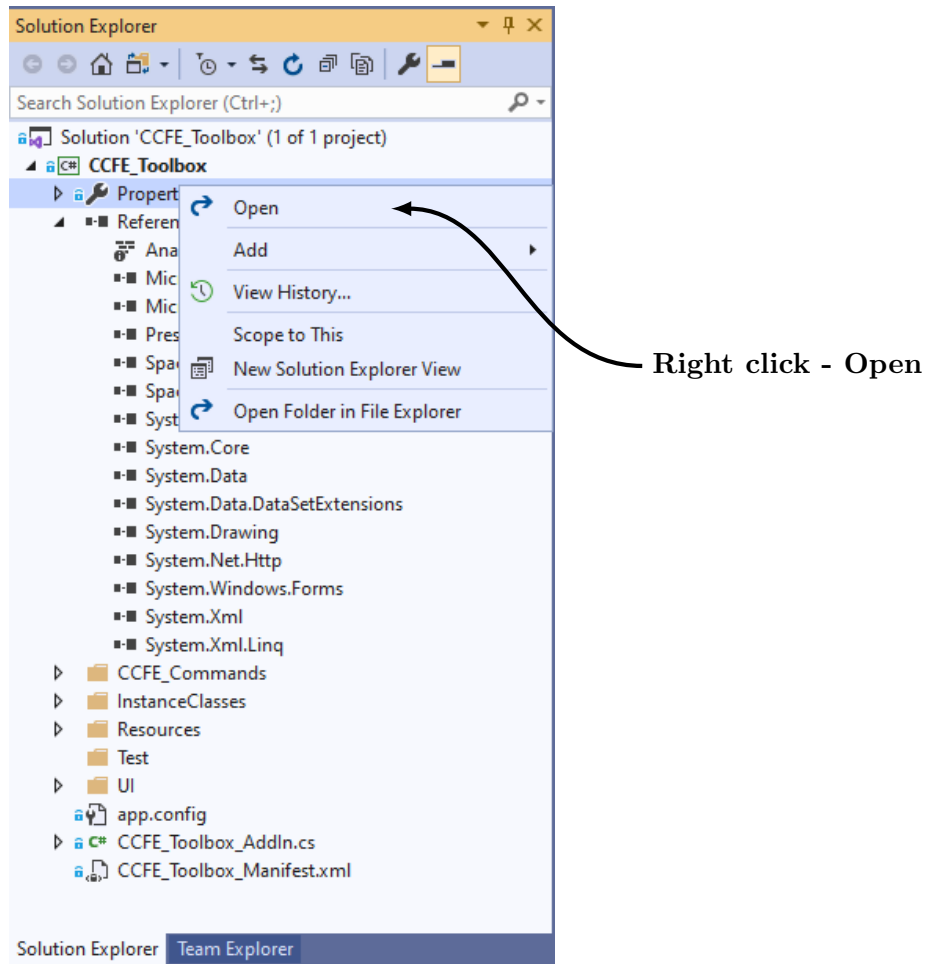 Solution Explorer
Search Solution Explorer (Ctrl+;)
Solution 'CCFE_Toolbox' (1 of 1 project)
C# CCFE_Toolbox
Propert
Open
Referen
Ana
Add
Mic
View History...
Mic
Pres
Scope to This
Spa
New Solution Explorer View
Right click - Open
Spa
Syst
Open Folder in File Explorer
System.Core
System.Data
System.Data.DataSetExtensions
System.Drawing
System.Net.Http
System.Windows.Forms
System.Xml
System.Xml.Linq
CCFE_Commands
InstanceClasses
Resources
Test
UI
app.config
C# CCFE_Toolbox_AddIn.cs
CCFE_Toolbox_Manifest.xml
Solution Explorer Team Explorer